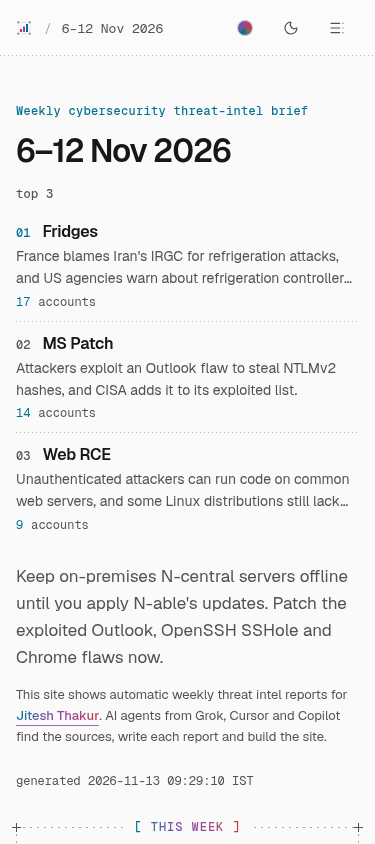 / 6–12 Nov 2026
Weekly cybersecurity threat-intel brief
6–12 Nov 2026
top 3
01 Fridges
France blames Iran's IRGC for refrigeration attacks,
and US agencies warn about refrigeration controller…
17 accounts
02 MS Patch
Attackers exploit an Outlook flaw to steal NTLMv2
hashes, and CISA adds it to its exploited list.
14 accounts
03 Web RCE
Unauthenticated attackers can run code on common
web servers, and some Linux distributions still lack…
9 accounts
Keep on-premises N-central servers offline
until you apply N-able's updates. Patch the
exploited Outlook, OpenSSH SSHole and
Chrome flaws now.
This site shows automatic weekly threat intel reports for
Jitesh Thakur. AI agents from Grok, Cursor and Copilot
find the sources, write each report and build the site.
generated 2026-11-13 09:29:10 IST
[ THIS WEEK ]